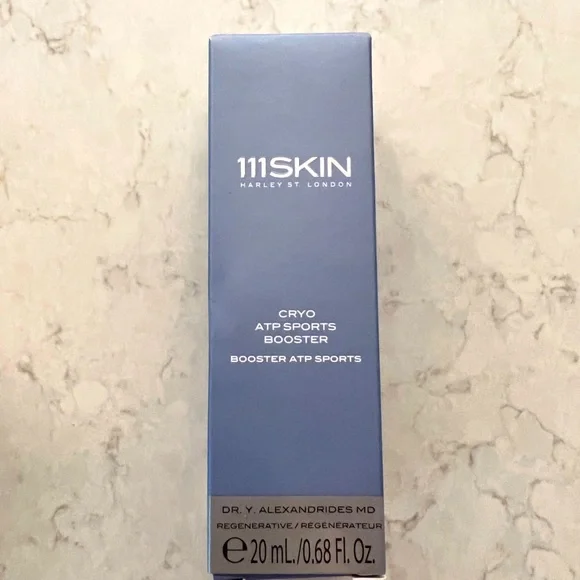 111SKIN
HARLEY ST. LONDON
CRYO
ATP SPORTS
BOOSTER
BOOSTER ATP SPORTS
DR. Y. ALEXANDRIDES MD
REGENERATIVE / RÉGÉNÉRATEUR
℮ 20 mL./0.68 Fl. Oz.